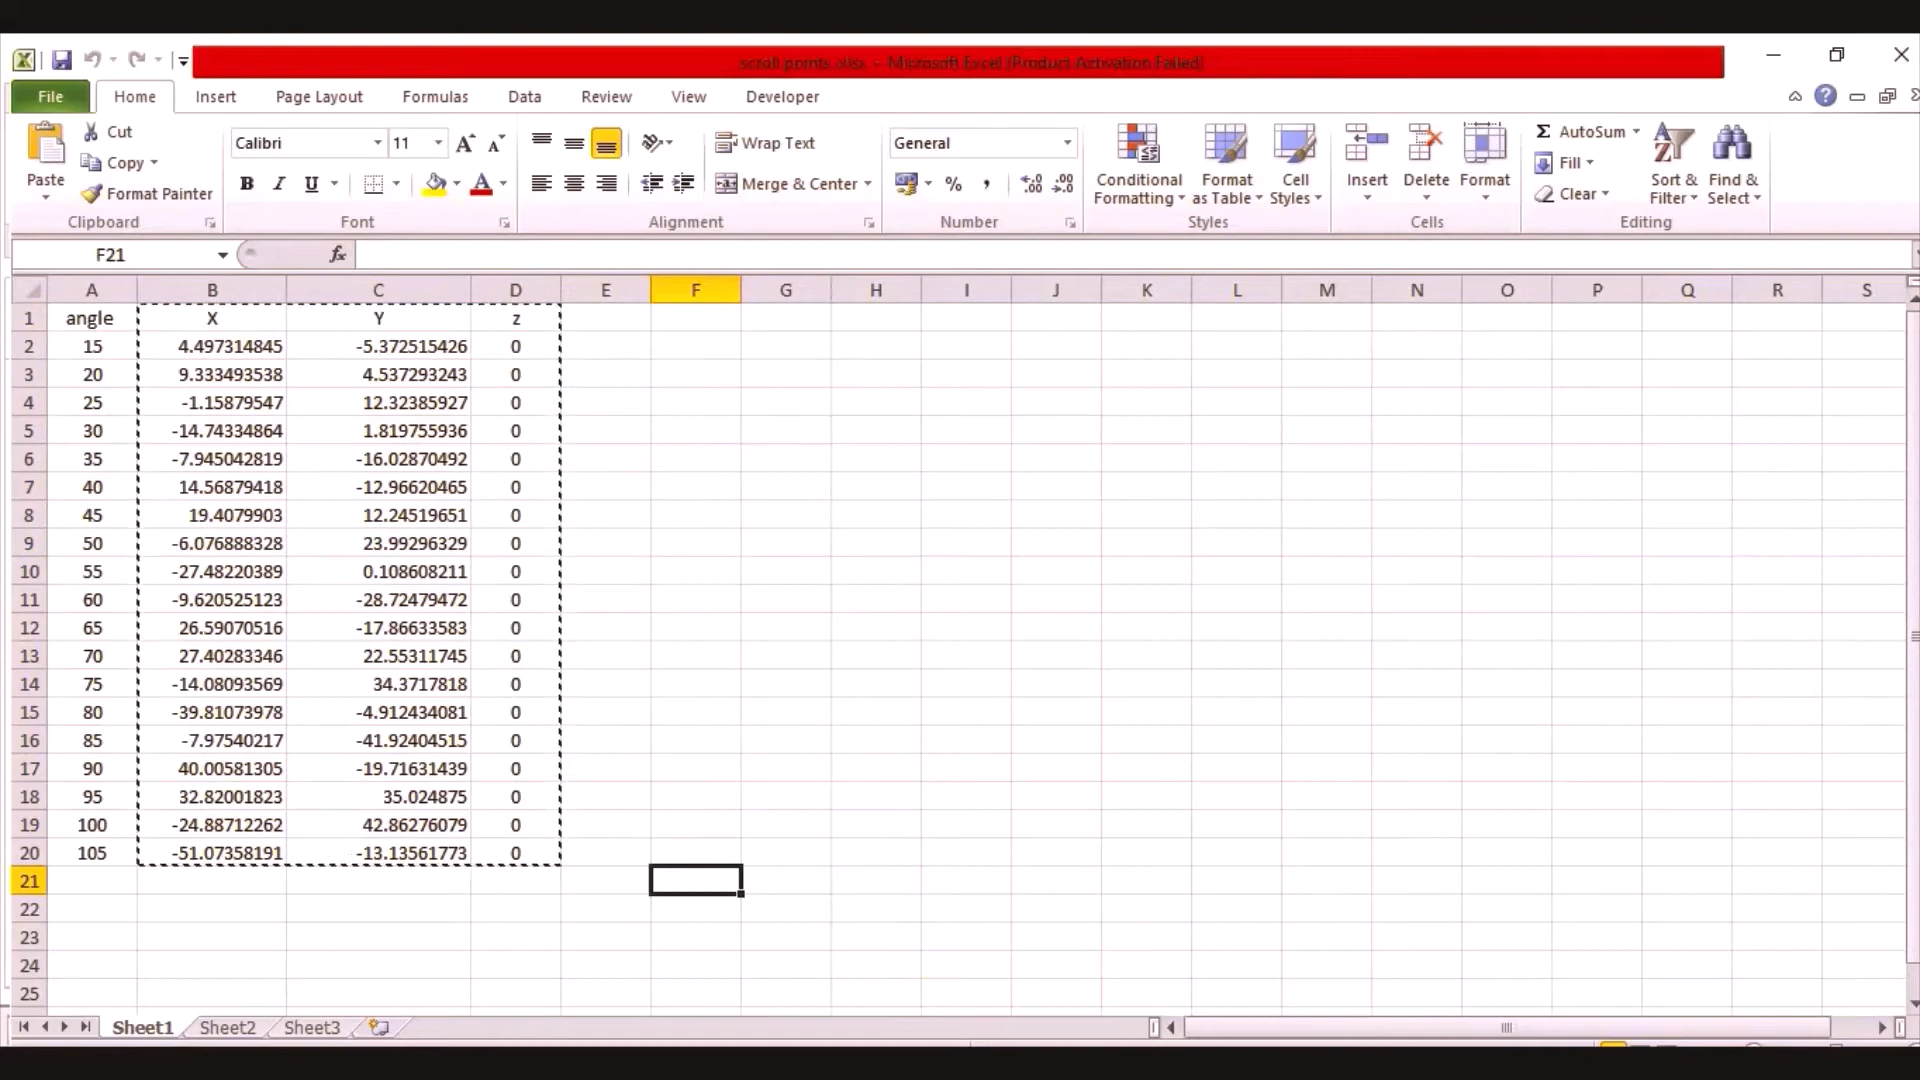 scroll points.xlsx - Microsoft Excel (Product Activation Failed)
File Home Insert Page Layout Formulas Data Review View Developer
Paste Cut Copy Format Painter Clipboard
Calibri 11 B I U Font
Wrap Text Merge & Center Alignment
General % , Number
Conditional Formatting Format as Table Cell Styles Styles
Insert Delete Format Cells
Σ AutoSum Fill Clear Sort & Filter Find & Select Editing
F21 fx
A B C D E F G H I J K L M N O P Q R S
1 angle X Y z
2 15 4.497314845 -5.372515426 0
3 20 9.333493538 4.537293243 0
4 25 -1.15879547 12.32385927 0
5 30 -14.74334864 1.819755936 0
6 35 -7.945042819 -16.02870492 0
7 40 14.56879418 -12.96620465 0
8 45 19.4079903 12.24519651 0
9 50 -6.076888328 23.99296329 0
10 55 -27.48220389 0.108608211 0
11 60 -9.620525123 -28.72479472 0
12 65 26.59070516 -17.86633583 0
13 70 27.40283346 22.55311745 0
14 75 -14.08093569 34.3717818 0
15 80 -39.81073978 -4.912434081 0
16 85 -7.97540217 -41.92404515 0
17 90 40.00581305 -19.71631439 0
18 95 32.82001823 35.024875 0
19 100 -24.88712262 42.86276079 0
20 105 -51.07358191 -13.13561773 0
21
22
23
24
25
Sheet1 Sheet2 Sheet3